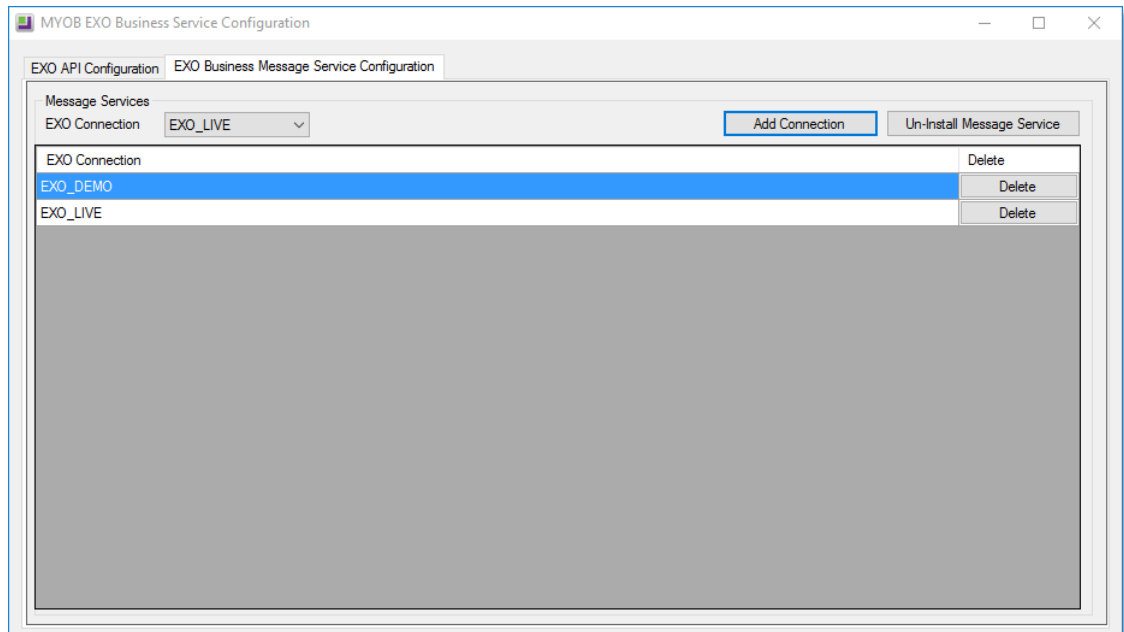 MYOB EXO Business Service Configuration
EXO API Configuration EXO Business Message Service Configuration
Message Services
EXO Connection EXO_LIVE Add Connection Un-Install Message Service
EXO Connection Delete
EXO_DEMO Delete
EXO_LIVE Delete